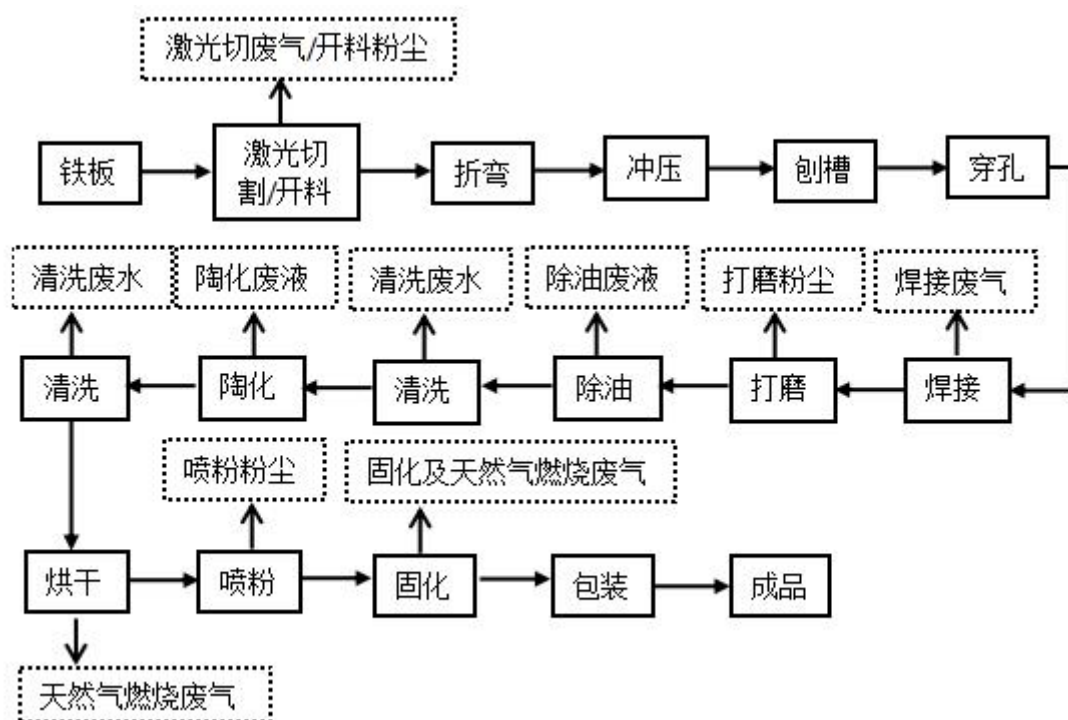 激光切废气/开料粉尘
铁板
激光切
割/开料
折弯
冲压
刨槽
穿孔
清洗废水
陶化废液
清洗废水
除油废液
打磨粉尘
焊接废气
清洗
陶化
清洗
除油
打磨
焊接
喷粉粉尘
固化及天然气燃烧废气
烘干
喷粉
固化
包装
成品
天然气燃烧废气